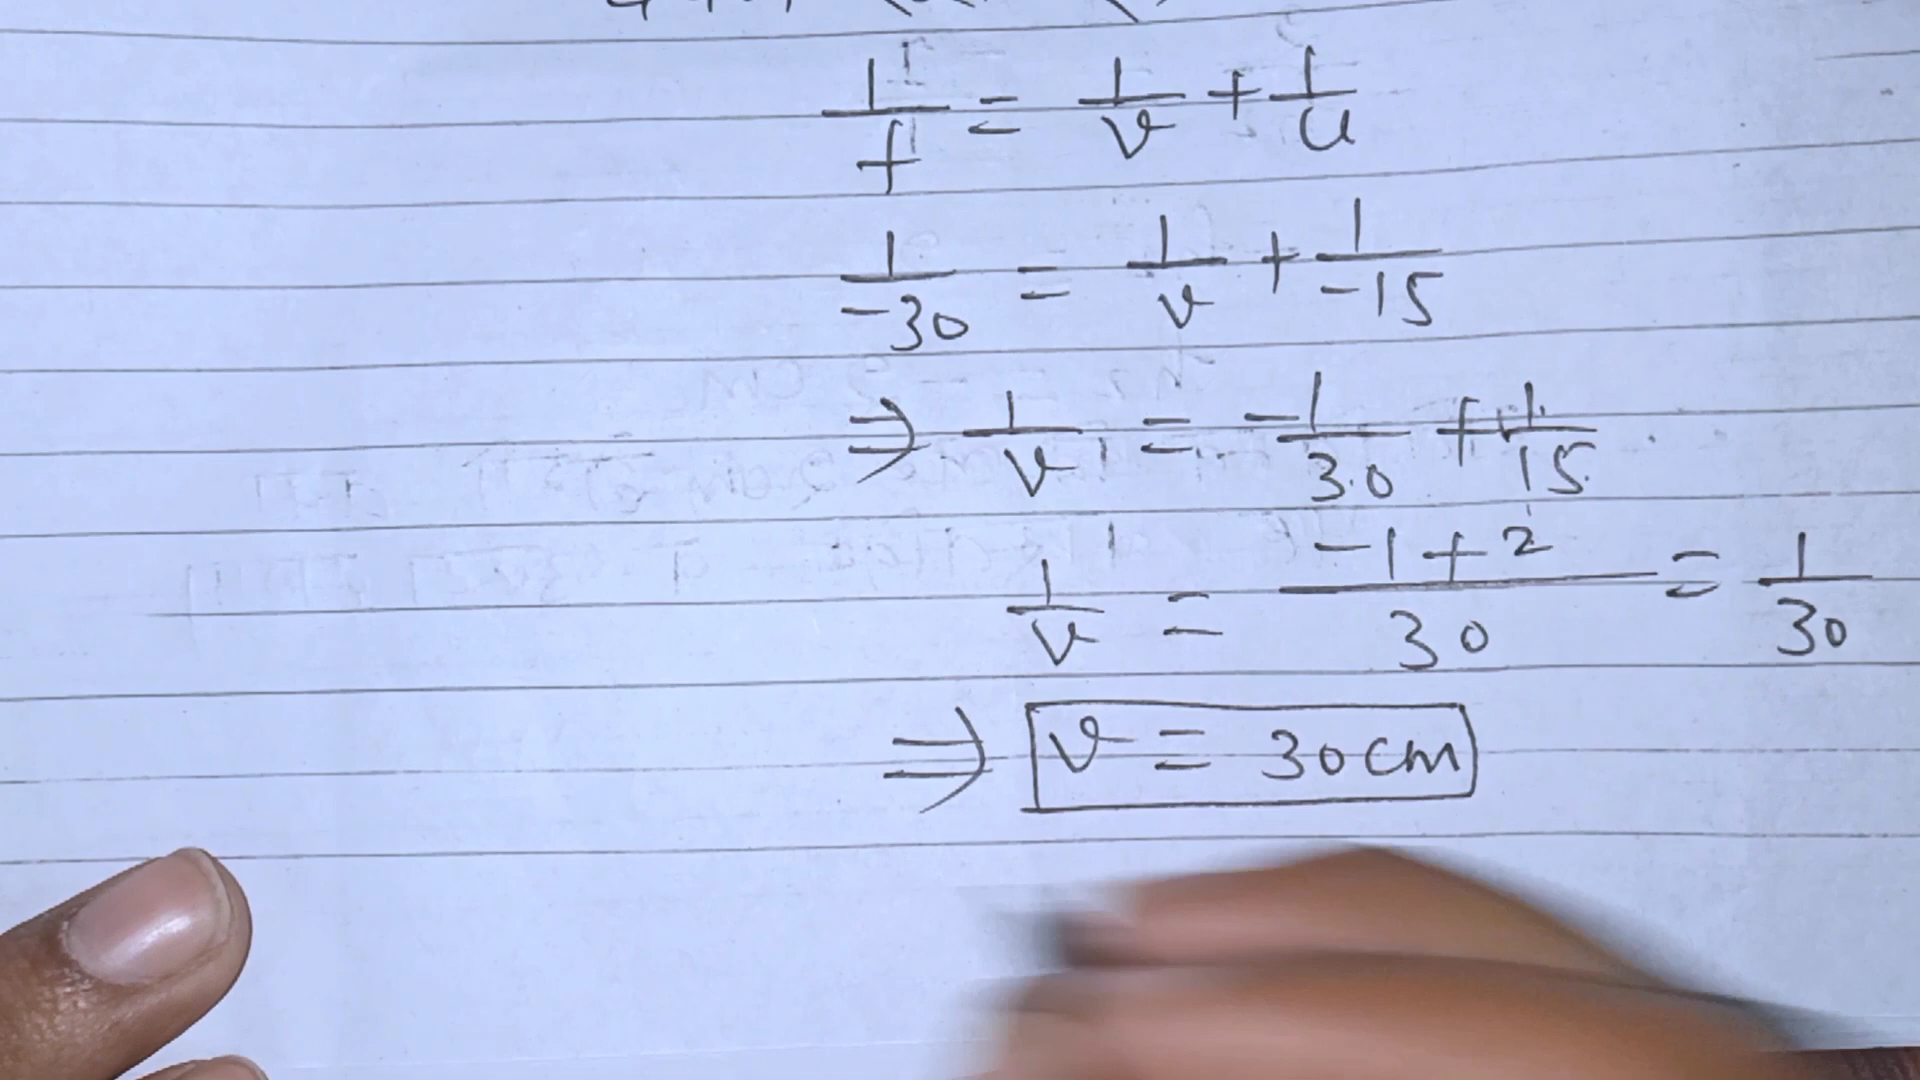 1/f = 1/v + 1/u
1/-30 = 1/v + 1/-15
⇒ 1/v = -1/30 + 1/15
1/v = -1+2/30 = 1/30
⇒ v = 30cm